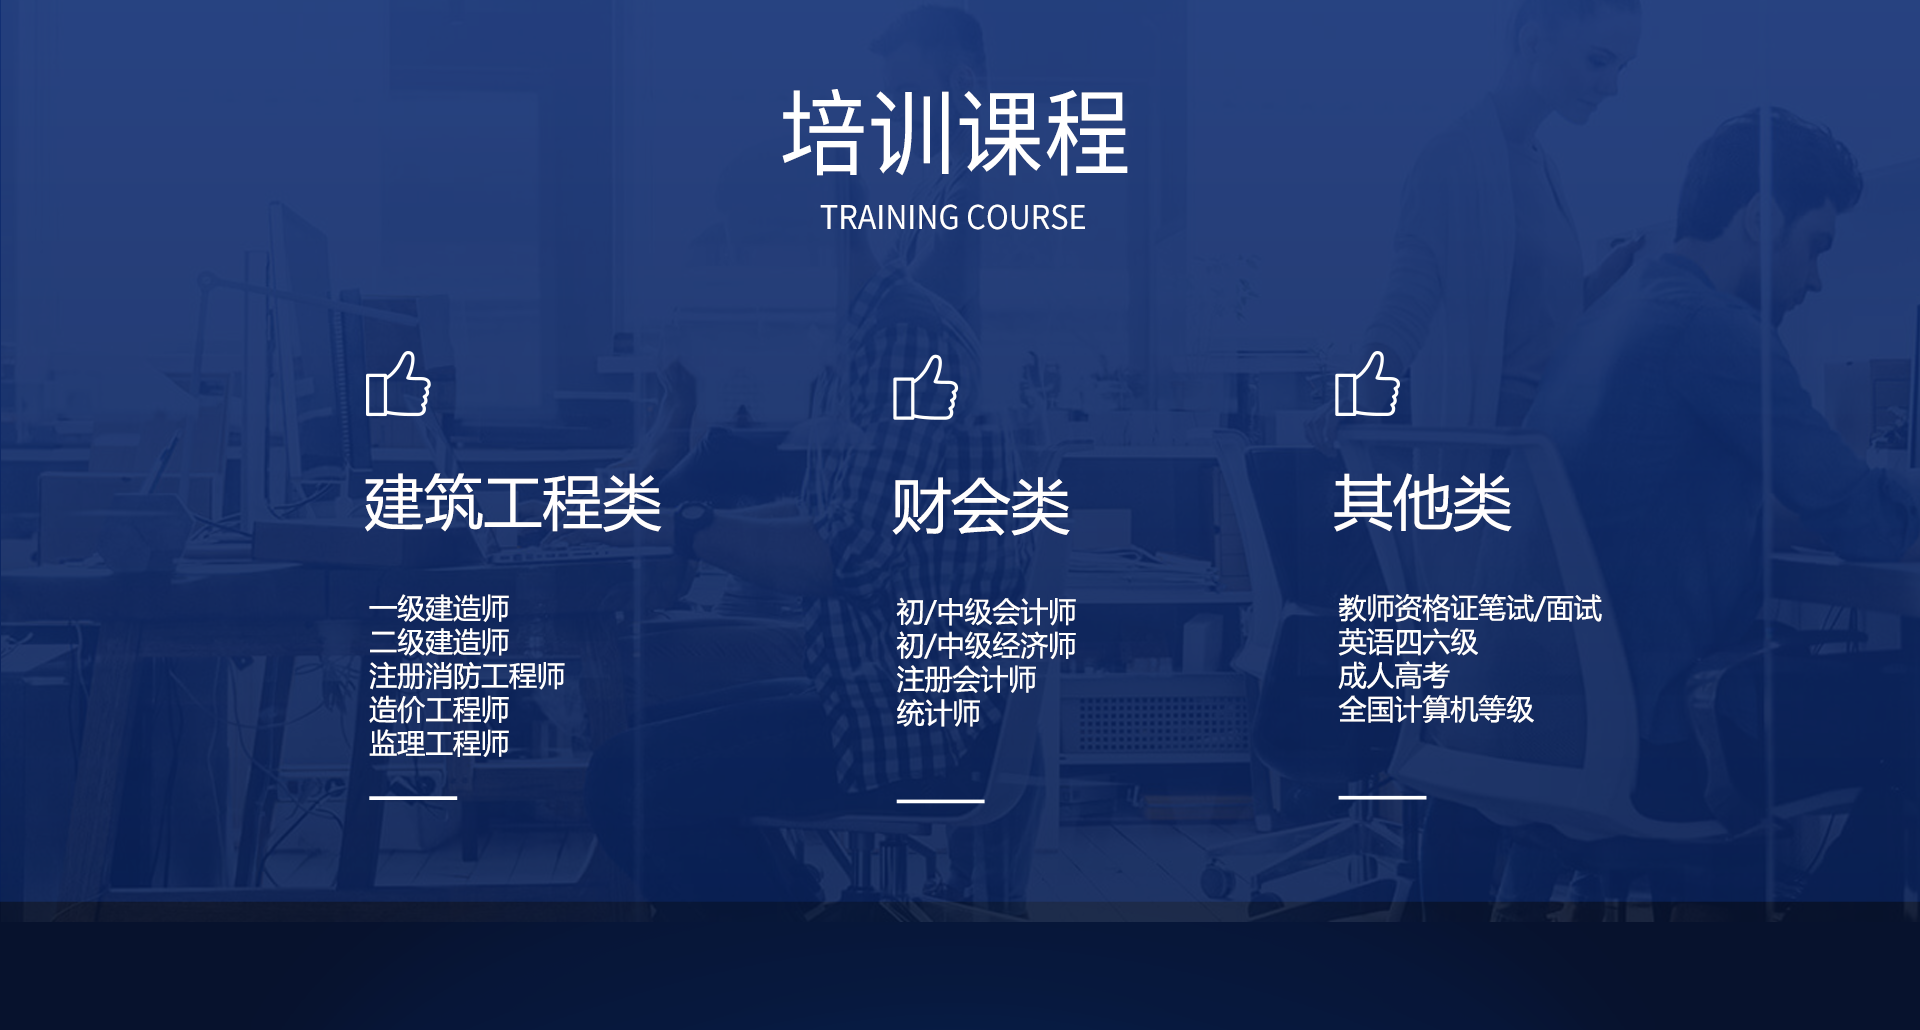 培训课程
TRAINING COURSE
建筑工程类
一级建造师
二级建造师
注册消防工程师
造价工程师
监理工程师
财会类
初/中级会计师
初/中级经济师
注册会计师
统计师
其他类
教师资格证笔试/面试
英语四六级
成人高考
全国计算机等级